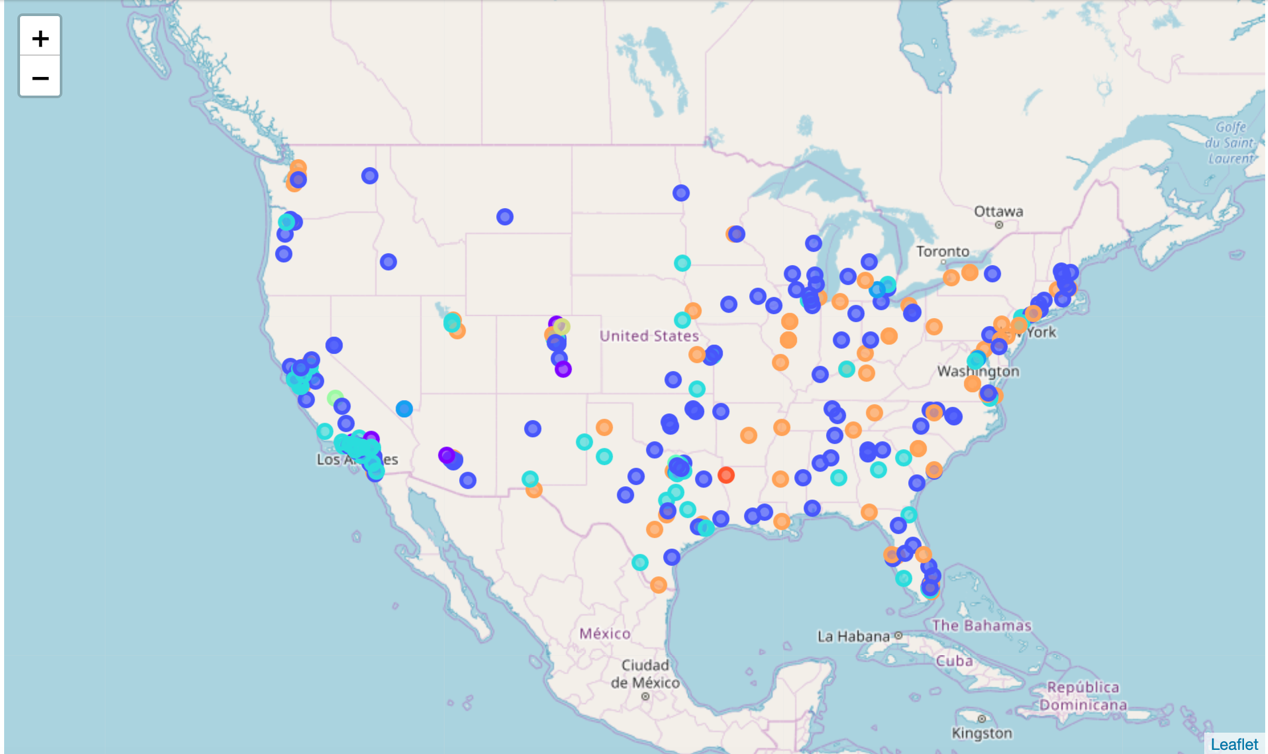 +
−
Golfe
du Saint-
Laurent
Ottawa
Toronto
United States
York
Washington
Los
les
The Bahamas
La Habana
México
Cuba
Ciudad
de México
República
Dominicana
Kingston
Leaflet